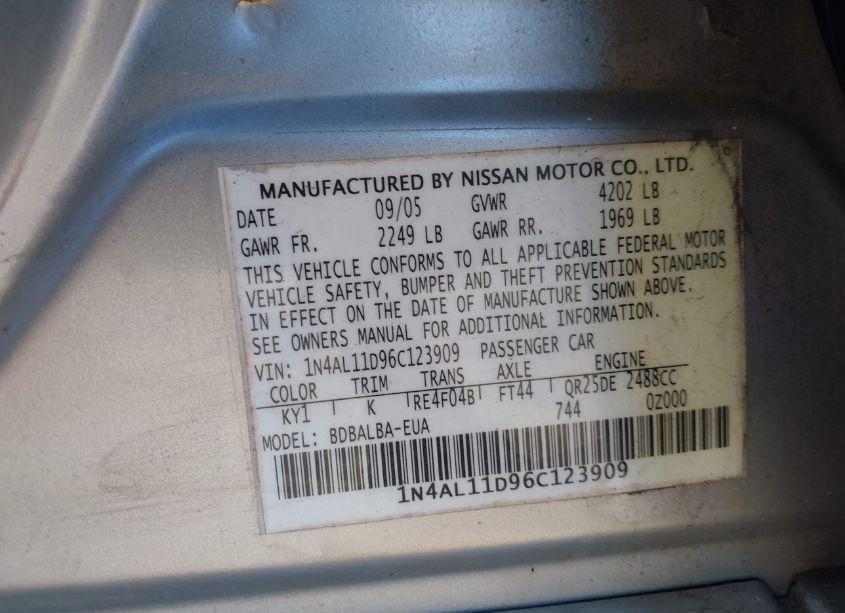 MANUFACTURED BY NISSAN MOTOR CO., LTD.
DATE 09/05 GVWR 4202 LB
GAWR FR. 2249 LB GAWR RR. 1969 LB
THIS VEHICLE CONFORMS TO ALL APPLICABLE FEDERAL MOTOR
VEHICLE SAFETY, BUMPER AND THEFT PREVENTION STANDARDS
IN EFFECT ON THE DATE OF MANUFACTURE SHOWN ABOVE.
SEE OWNERS MANUAL FOR ADDITIONAL INFORMATION.
VIN: 1N4AL11D96C123909 PASSENGER CAR
COLOR TRIM TRANS AXLE ENGINE
KY1 K RE4F04B FT44 QR25DE 2488CC
MODEL: BDBALBA-EUA 744 0Z000
1N4AL11D96C123909